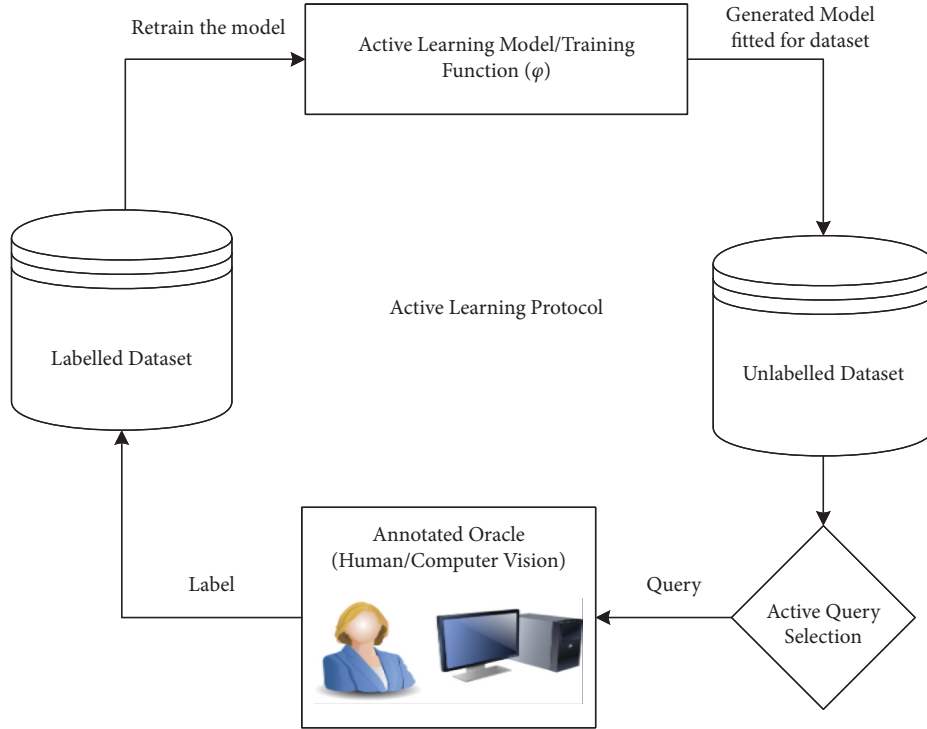 Retrain the model
Active Learning Model/Training
Function (φ)
Generated Model
fitted for dataset
Labelled Dataset
Active Learning Protocol
Unlabelled Dataset
Annotated Oracle
(Human/Computer Vision)
Label
Query
Active Query
Selection